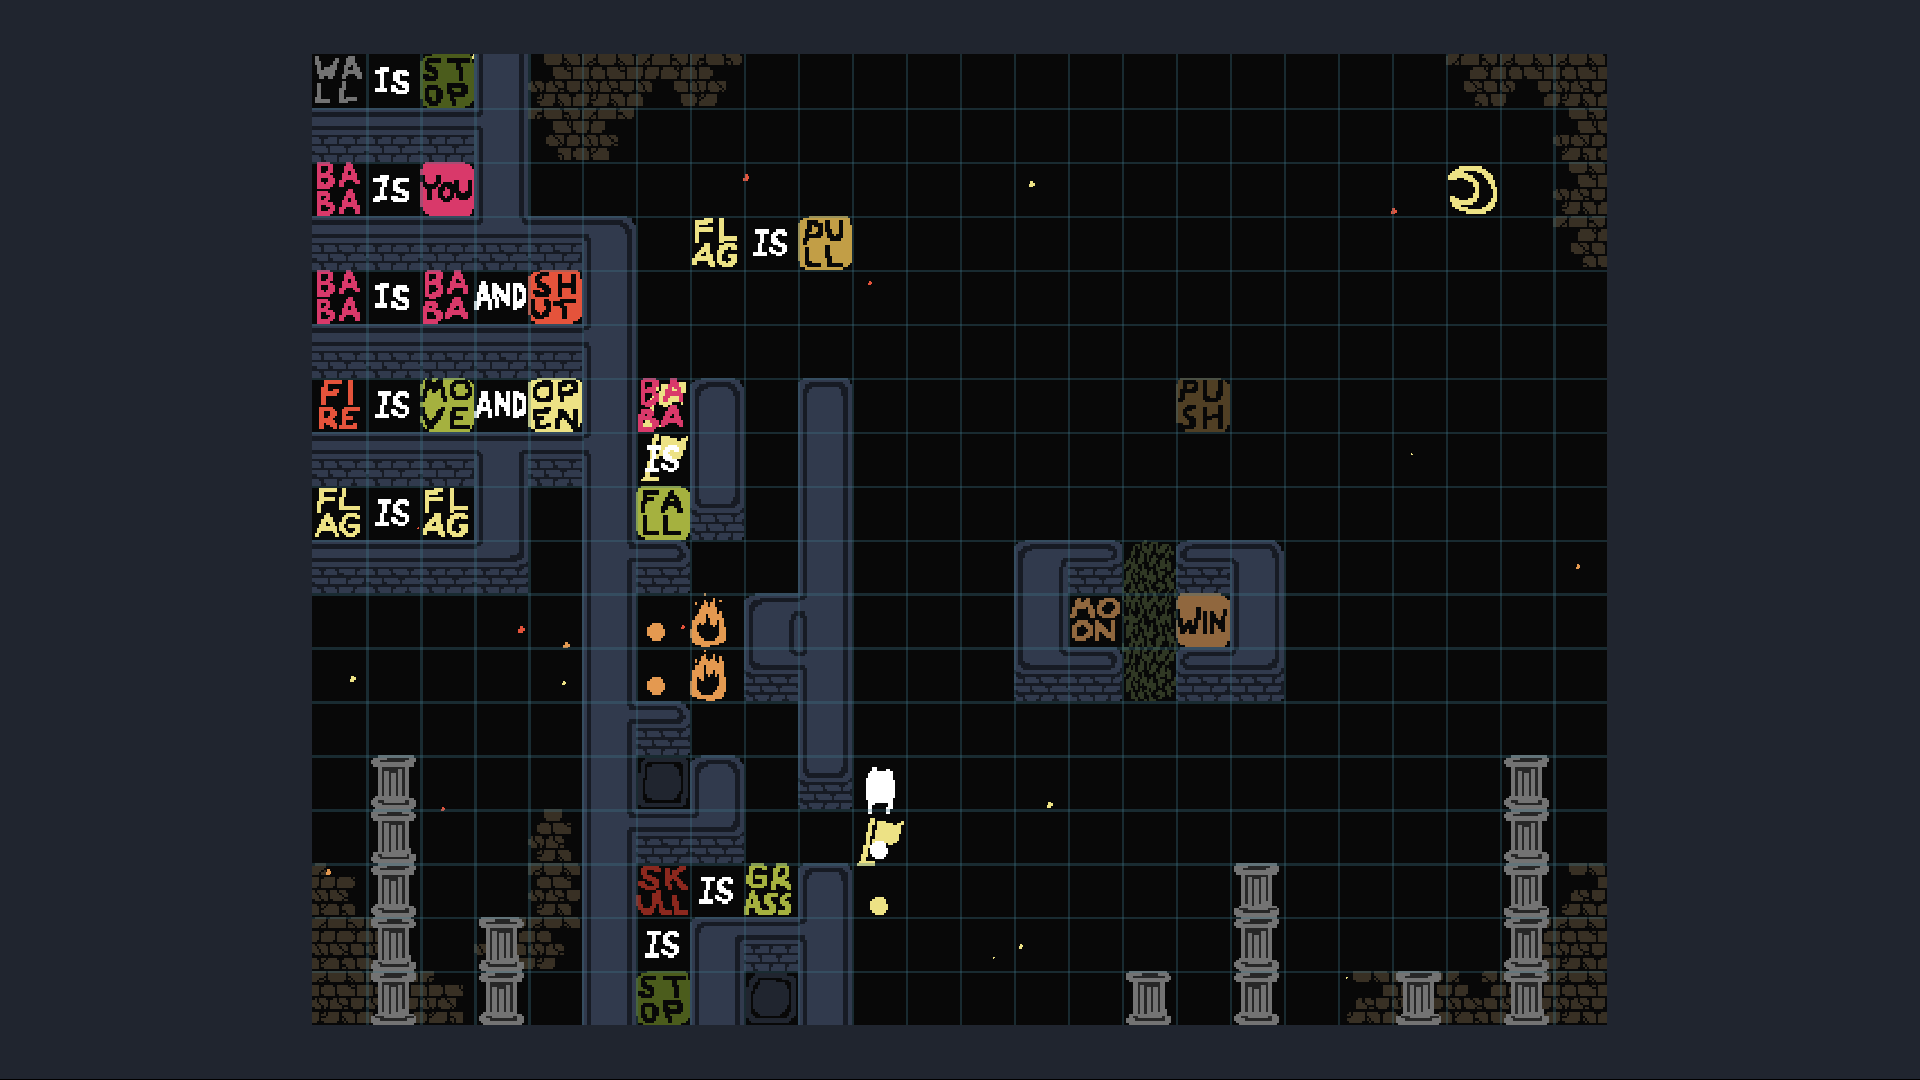 WALL IS STOP
BABA IS YOU
FLAG IS PULL
BABA IS BABA AND SHUT
FIRE IS MOVE AND OPEN
BABA
PUSH
IS
FLAG IS FLAG
FALL
MOON
WIN
SKULL IS GRASS
IS
STOP